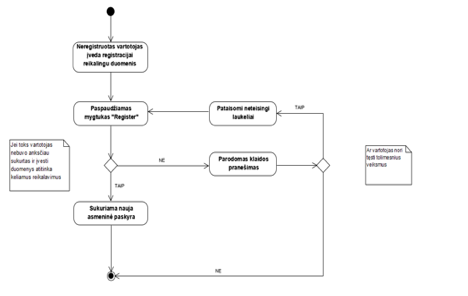 Neregistruotas vartotojas
įveda registracijai
reikalingu duomenis
Paspaudžiamas
mygtukas "Register"
Pataisomi neteisingi
laukeliai
TAIP
Jei toks vartotojas
nebuvo anksčiau
sukurtas ir įvesti
duomenys atitinka
keliamus reikalavimus
NE
Parodomas klaidos
pranešimas
Ar vartotojas nori
tęsti tolimesnius
veiksmus
TAIP
Sukuriama nauja
asmeninė paskyra
NE